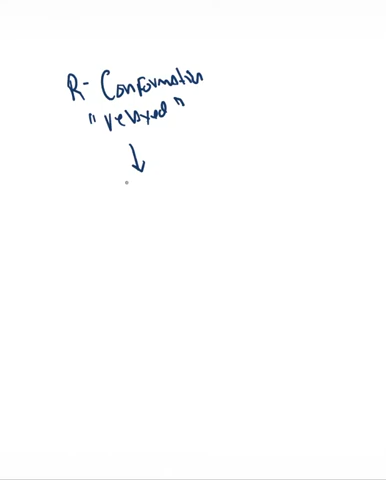 R- Conformation
"relaxed"
↓